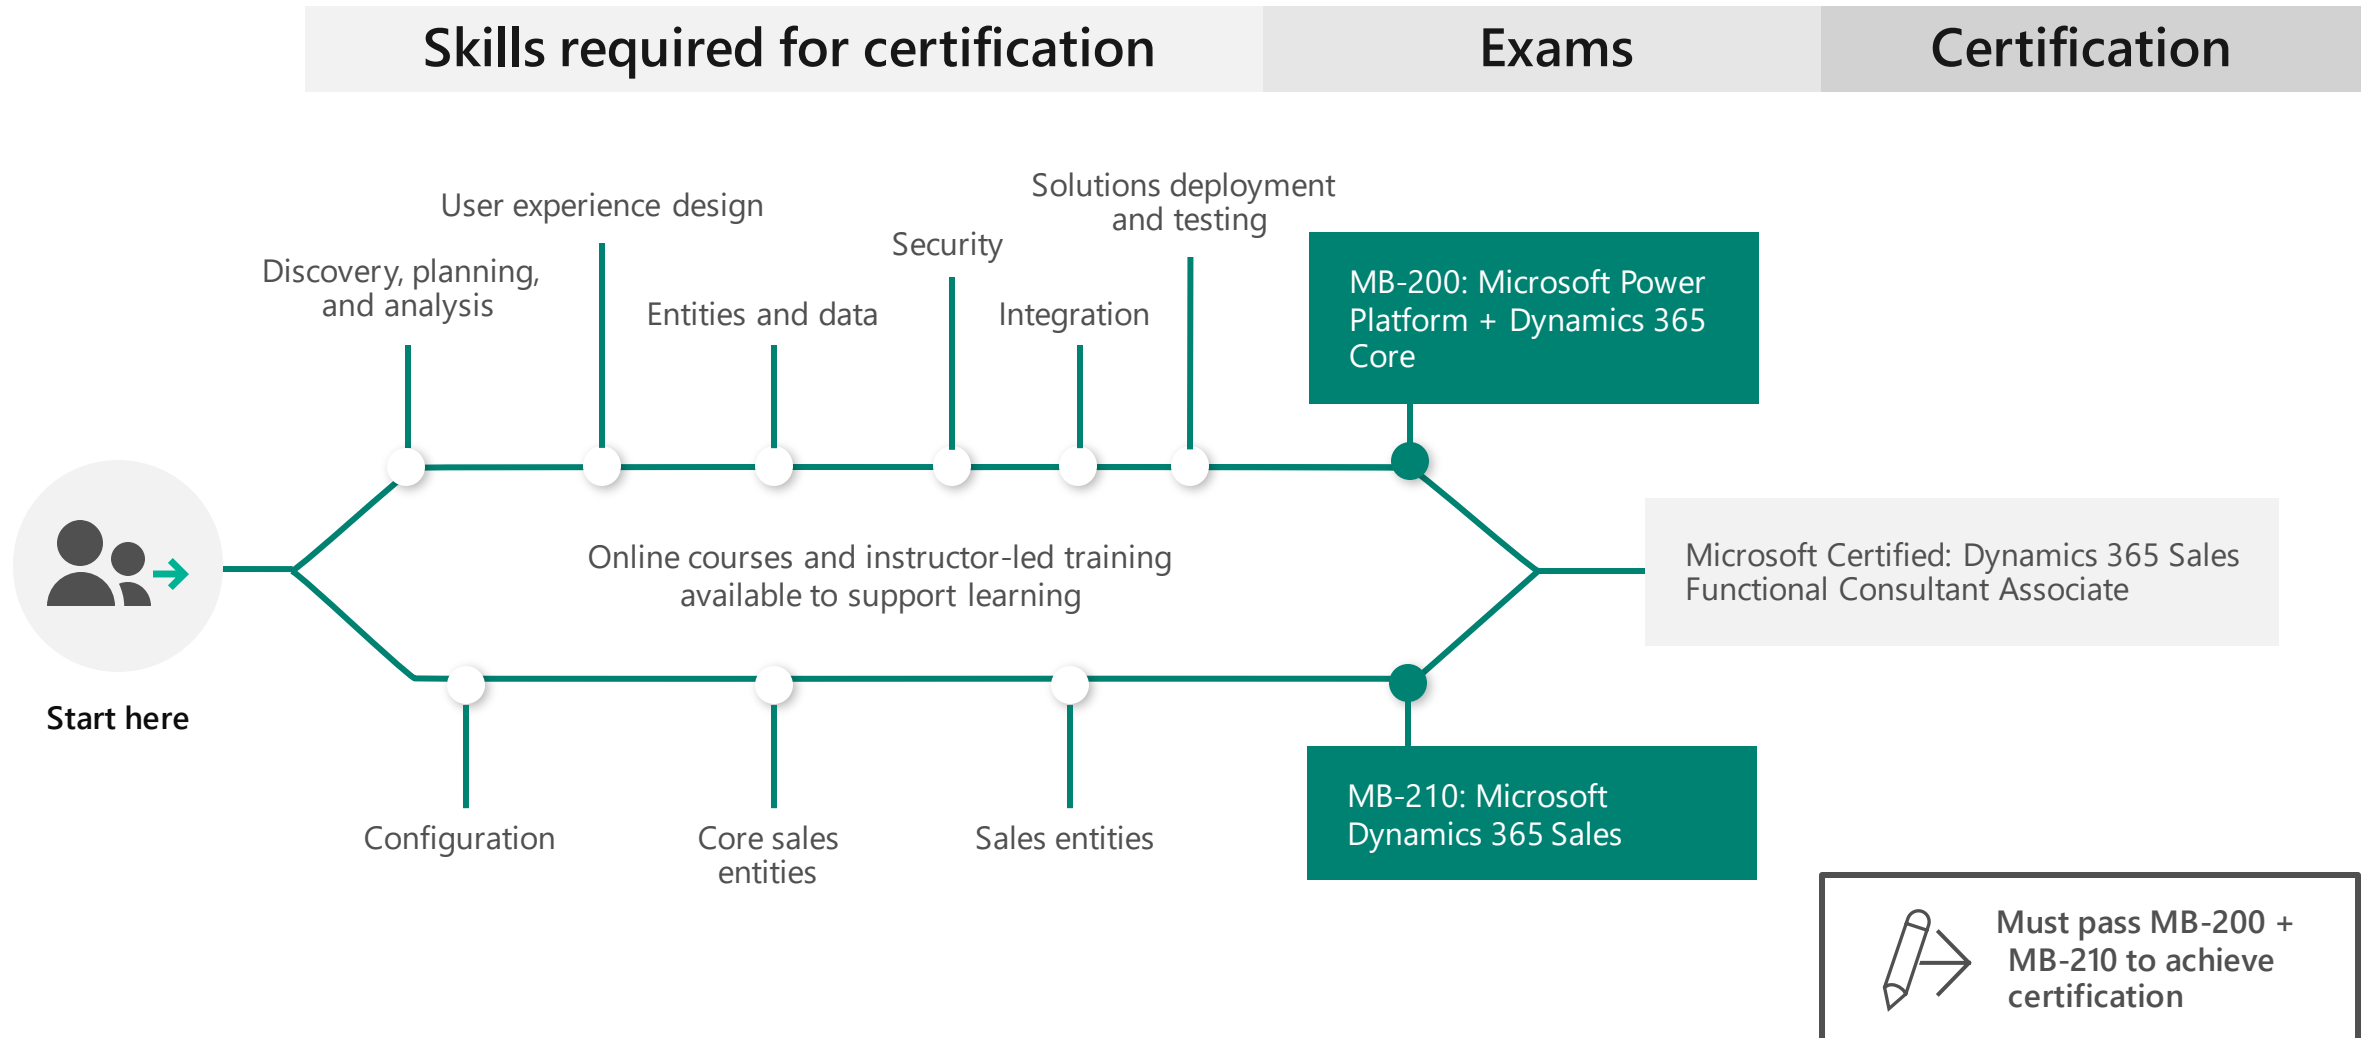 Skills required for certification
Exams
Certification
User experience design
Solutions deployment
and testing
Security
Discovery, planning,
and analysis
Entities and data
Integration
MB-200: Microsoft Power
Platform + Dynamics 365
Core
Online courses and instructor-led training
available to support learning
Microsoft Certified: Dynamics 365 Sales
Functional Consultant Associate
Start here
Configuration
Core sales
entities
Sales entities
MB-210: Microsoft
Dynamics 365 Sales
Must pass MB-200 +
MB-210 to achieve
certification